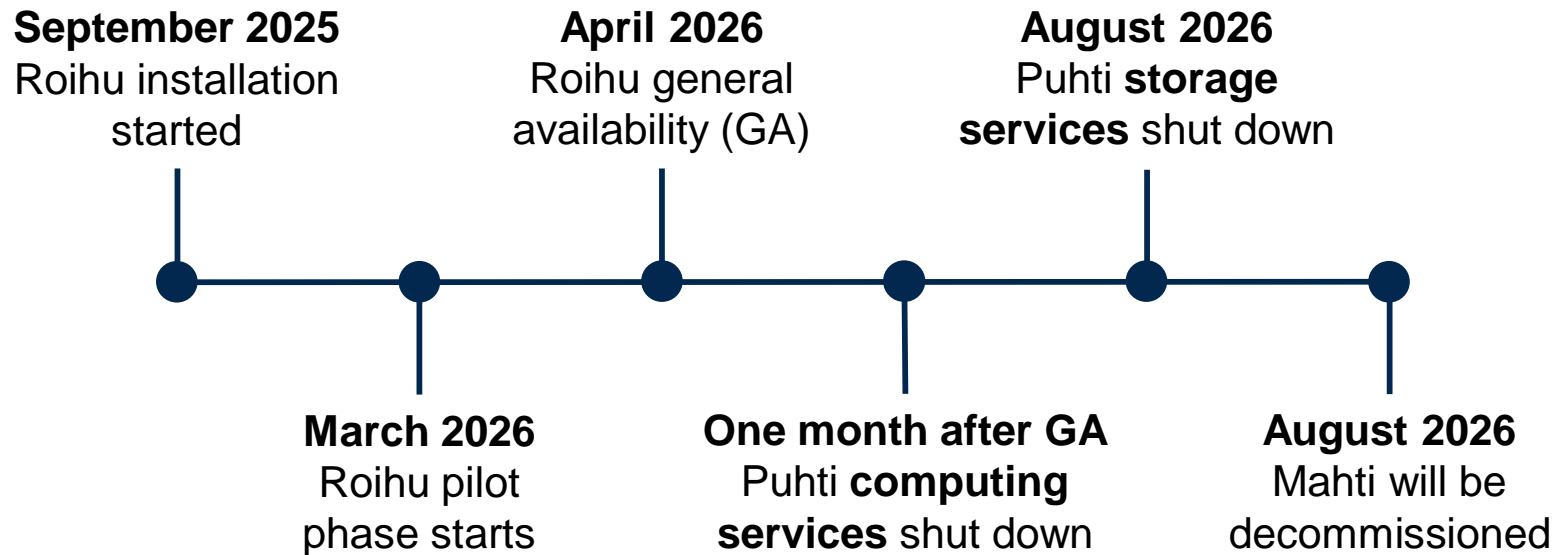 September 2025
Roihu installation
started
April 2026
Roihu general
availability (GA)
August 2026
Puhti storage
services shut down
March 2026
Roihu pilot
phase starts
One month after GA
Puhti computing
services shut down
August 2026
Mahti will be
decommissioned